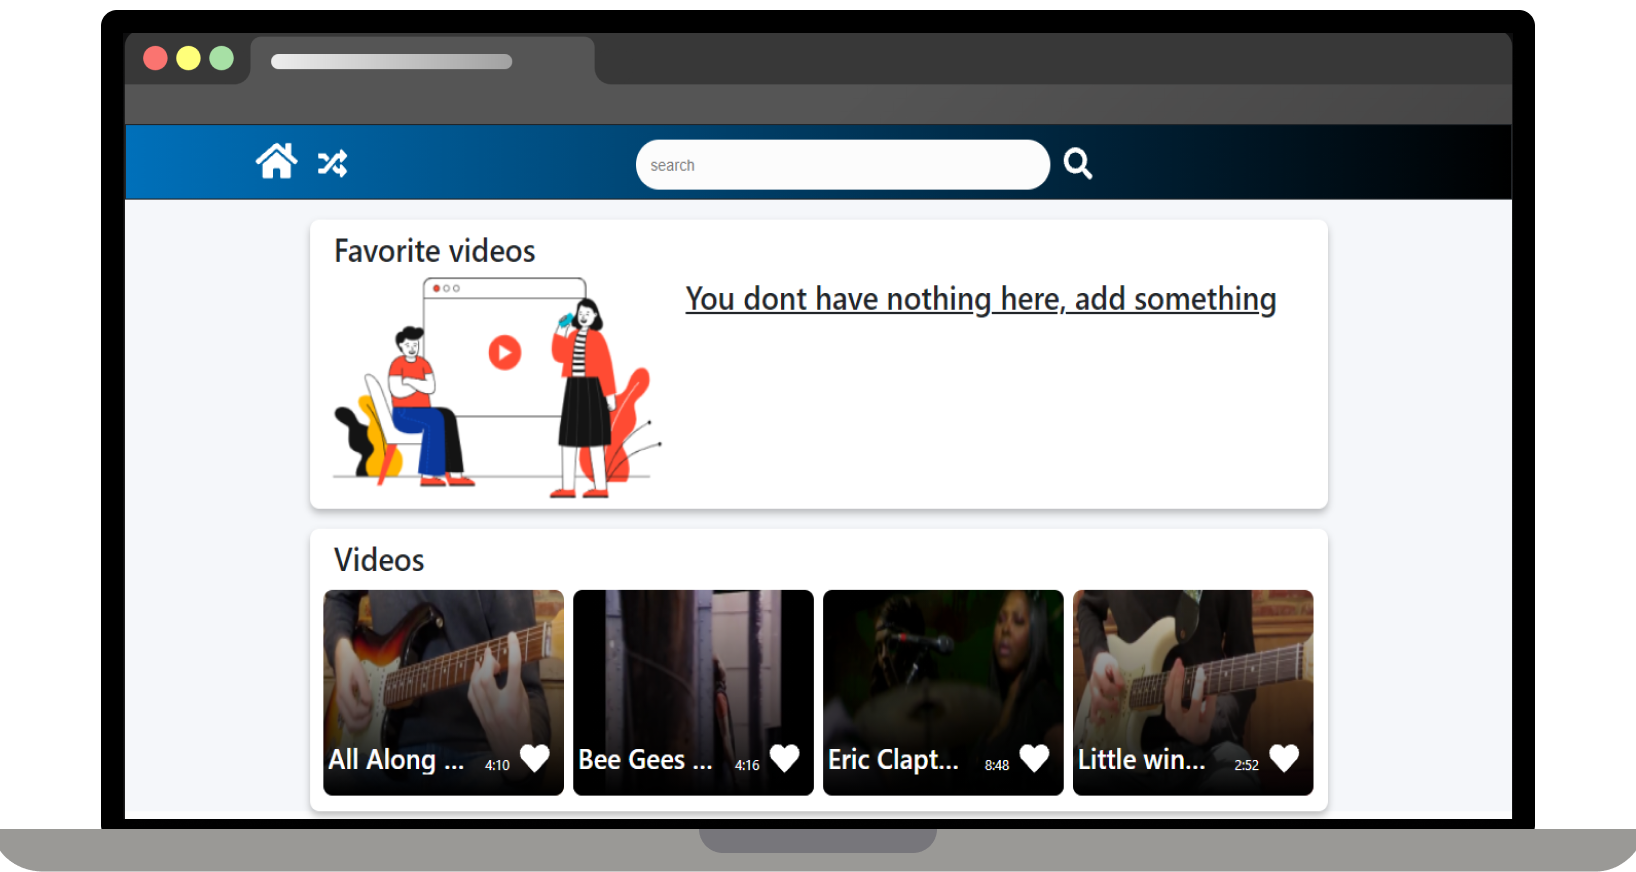 search
Favorite videos
You dont have nothing here, add something
Videos
All Along ... 4:10
Bee Gees ... 4:16
Eric Clapt... 8:48
Little win... 2:52